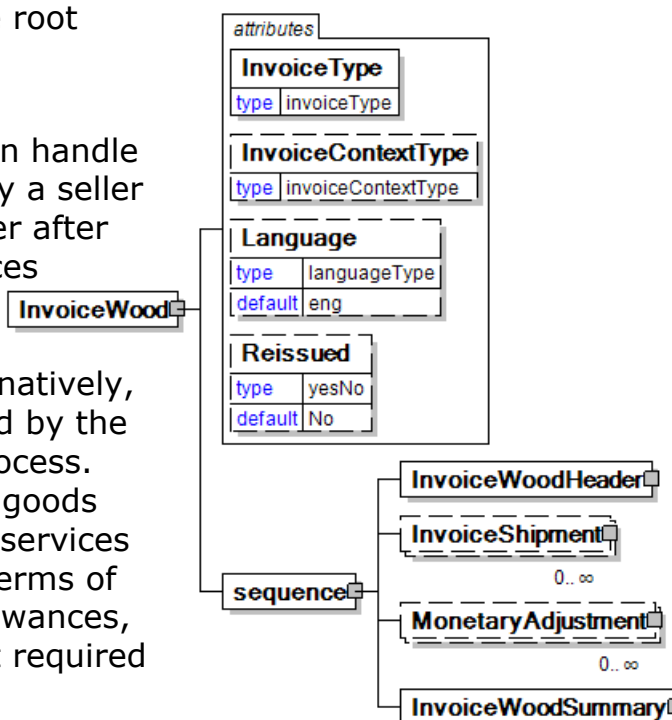 root
n handle
y a seller
er after
ces
natively,
d by the
ocess.
goods
services
erms of
owances,
t required
attributes
InvoiceType
type invoiceType
InvoiceContextType
type invoiceContextType
Language
type languageType
default eng
Reissued
type yesNo
default No
InvoiceWood
sequence
InvoiceWoodHeader
InvoiceShipment
0.. ∞
MonetaryAdjustment
0.. ∞
InvoiceWoodSummary